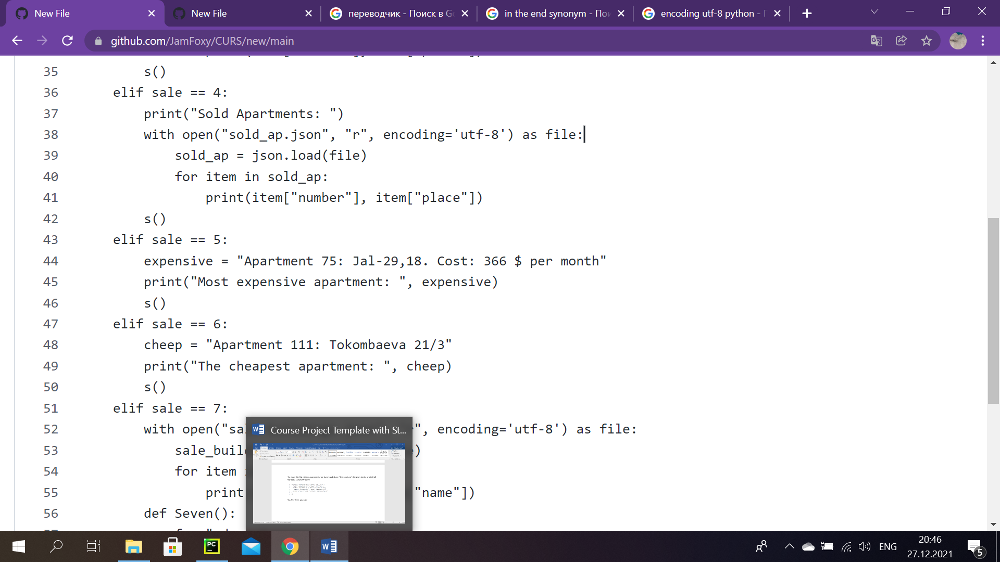 New File
New File
переводчик - Поиск в Go
in the end synonym - Пои
encoding utf-8 python - П
github.com/JamFoxy/CURS/new/main
35 s()
36 elif sale == 4:
37 print("Sold Apartments: ")
38 with open("sold_ap.json", "r", encoding='utf-8') as file:
39 sold_ap = json.load(file)
40 for item in sold_ap:
41 print(item["number"], item["place"])
42 s()
43 elif sale == 5:
44 expensive = "Apartment 75: Jal-29,18. Cost: 366 $ per month"
45 print("Most expensive apartment: ", expensive)
46 s()
47 elif sale == 6:
48 cheep = "Apartment 111: Tokombaeva 21/3"
49 print("The cheapest apartment: ", cheep)
50 s()
51 elif sale == 7:
52 with open("sa ", encoding='utf-8') as file:
53 sale_buil )
54 for item
55 print "name"])
56 def Seven():
Course Project Template with St...
ENG
20:46
27.12.2021
5